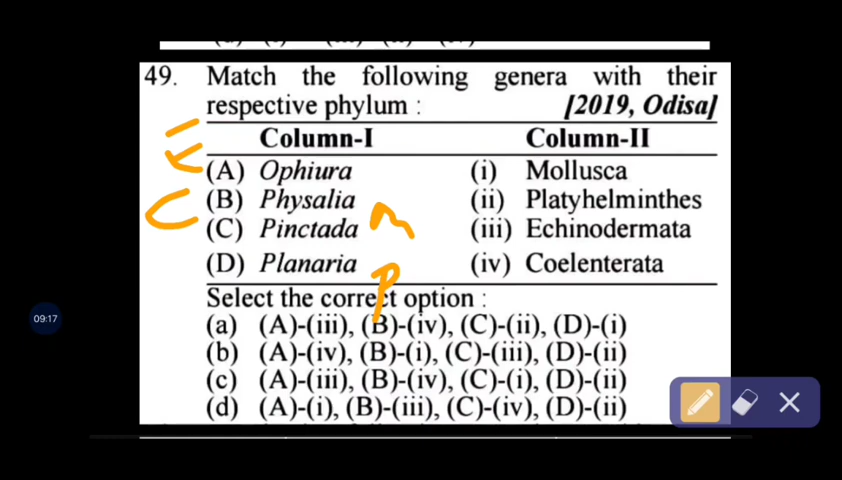 49. Match the following genera with their
respective phylum : [2019, Odisa]
Column-I Column-II
E
(A) Ophiura (i) Mollusca
C (B) Physalia (ii) Platyhelminthes
(C) Pinctada m (iii) Echinodermata
(D) Planaria p (iv) Coelenterata
Select the correct option :
(a) (A)-(iii), (B)-(iv), (C)-(ii), (D)-(i)
09:17
(b) (A)-(iv), (B)-(i), (C)-(iii), (D)-(ii)
(c) (A)-(iii), (B)-(iv), (C)-(i), (D)-(ii)
(d) (A)-(i), (B)-(iii), (C)-(iv), (D)-(ii)